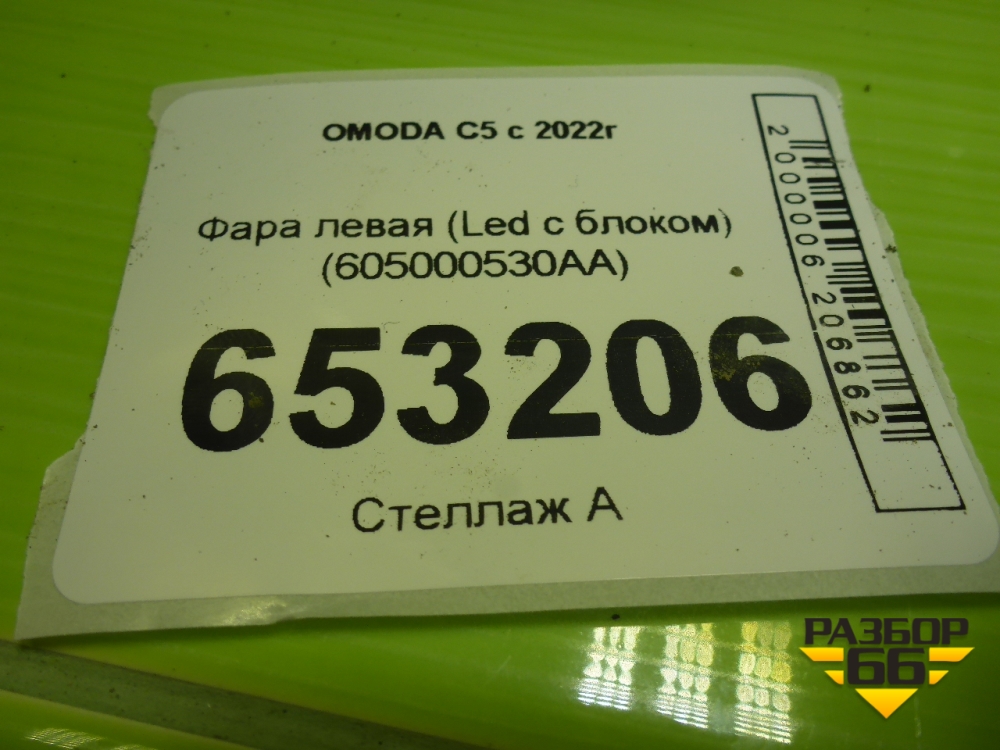 OMODA C5 с 2022г
Фара левая (Led с блоком)
(605000530AA)
653206
Стеллаж А
2000006206862
РАЗБОР
66